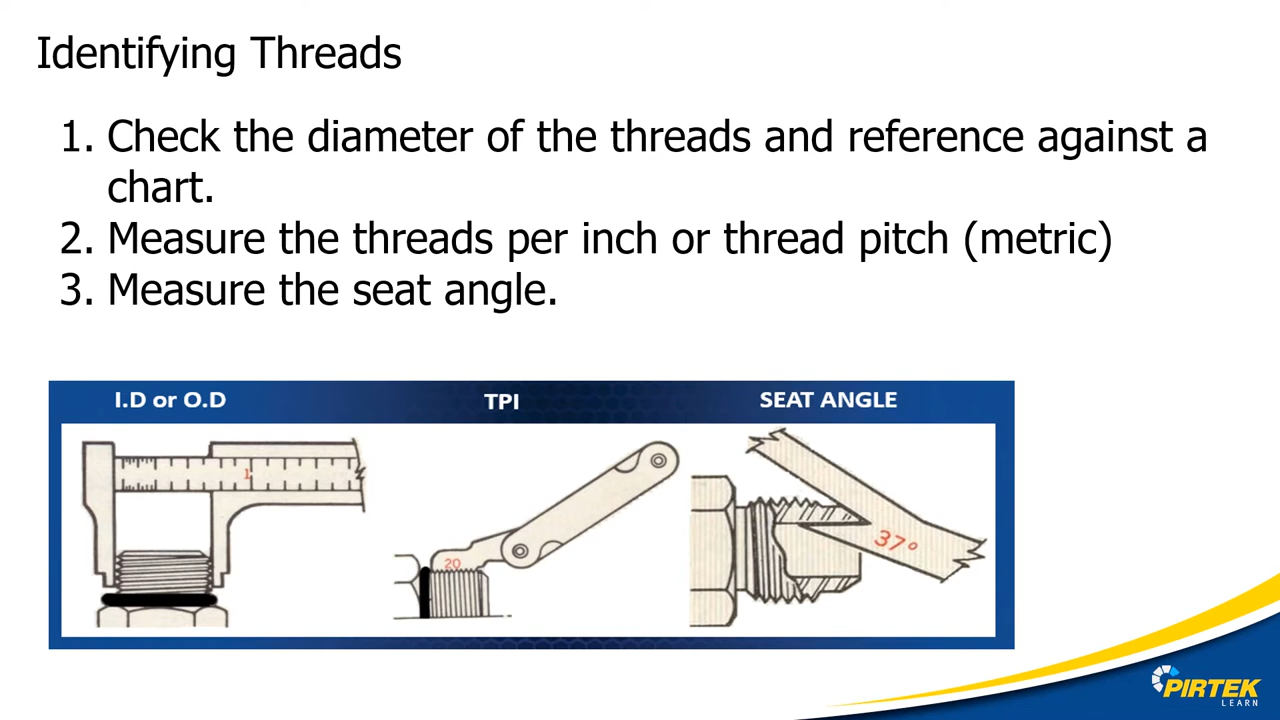 Identifying Threads
1. Check the diameter of the threads and reference against a
chart.
2. Measure the threads per inch or thread pitch (metric)
3. Measure the seat angle.
I.D or O.D
TPI
SEAT ANGLE
1
20
37°
PIRTEK
LEARN